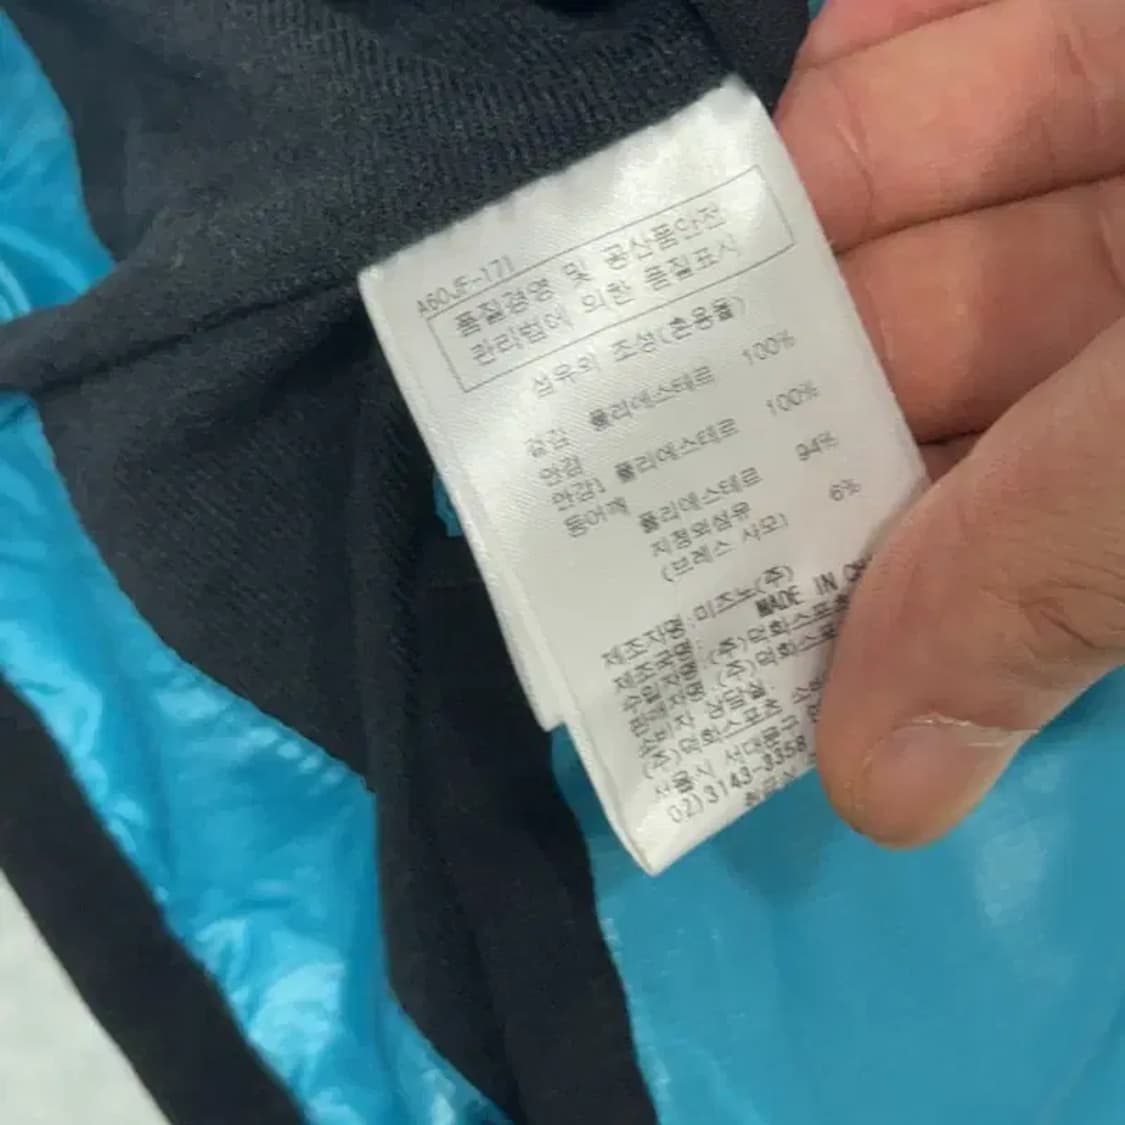 A60JF-171
품질경영 및 공산품안전
관리법에 의한 품질표시
섬유의 조성(혼용율)
겉감 폴리에스테르 100%
안감
안감1 폴리에스테르 100%
등어깨
폴리에스테르 94%
지정외섬유 6%
(브레스 사모)
제조자명: 미즈노(주)
제조국명: MADE IN
수입자명: (주)덕화스포츠
판매자명: (주)덕화스포
소비자 상담실:
(주)덕화스포츠
서울시 서대문구
02)3143-3358